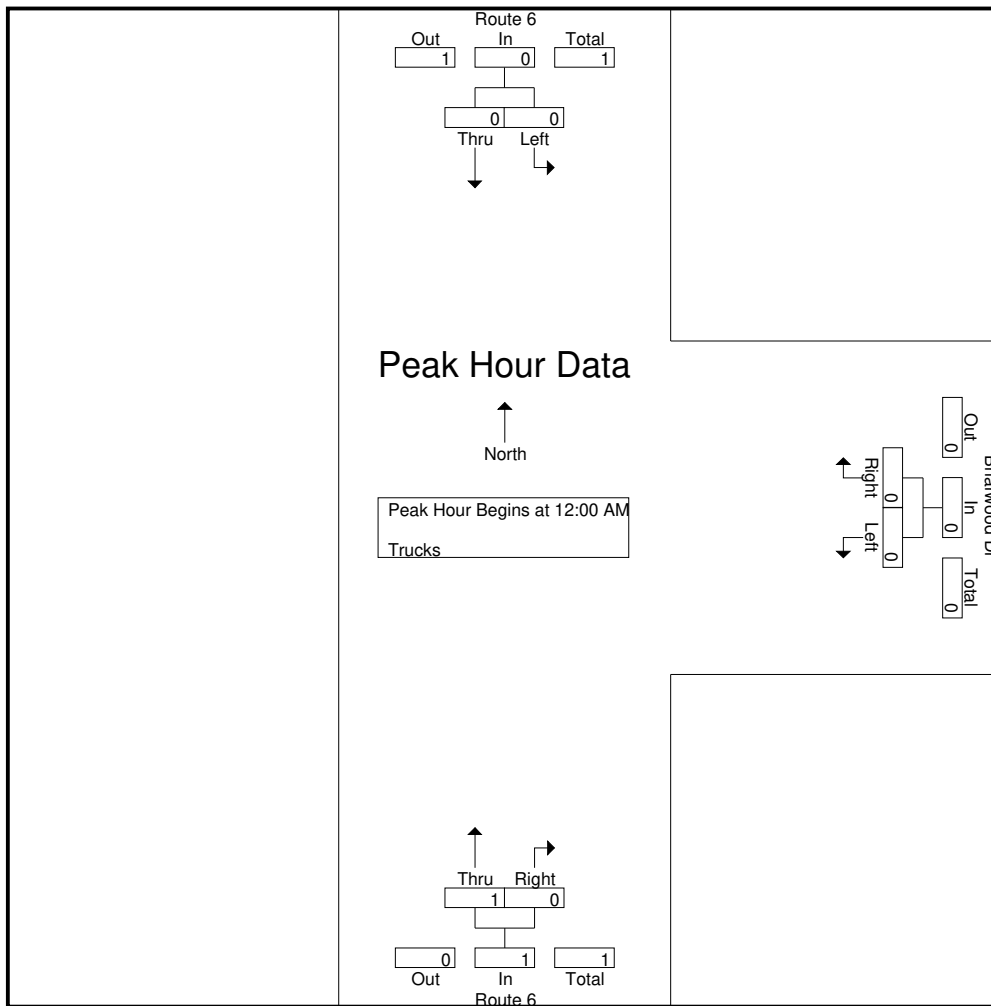 Route 6
Out In Total
1 0 1
0 0
Thru Left
Peak Hour Data
North
Peak Hour Begins at 12:00 AM
Trucks
Out In Total
0 0 0
0 0
Right Left
Thru Right
1 0
0 1 1
Out In Total
Route 6